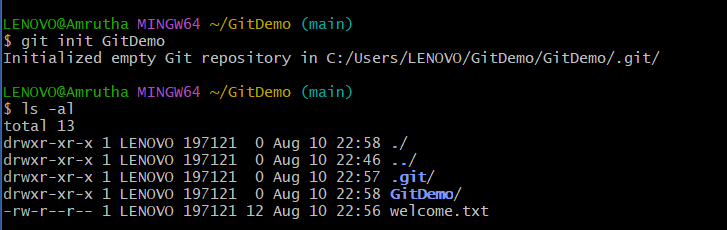 LENOVO@Amrutha MINGW64 ~/GitDemo (main)
$ git init GitDemo
Initialized empty Git repository in C:/Users/LENOVO/GitDemo/GitDemo/.git/
LENOVO@Amrutha MINGW64 ~/GitDemo (main)
$ ls -al
total 13
drwxr-xr-x 1 LENOVO 197121  0 Aug 10 22:58 ./
drwxr-xr-x 1 LENOVO 197121  0 Aug 10 22:46 ../
drwxr-xr-x 1 LENOVO 197121  0 Aug 10 22:57 .git/
drwxr-xr-x 1 LENOVO 197121  0 Aug 10 22:58 GitDemo/
-rw-r--r-- 1 LENOVO 197121 12 Aug 10 22:56 welcome.txt